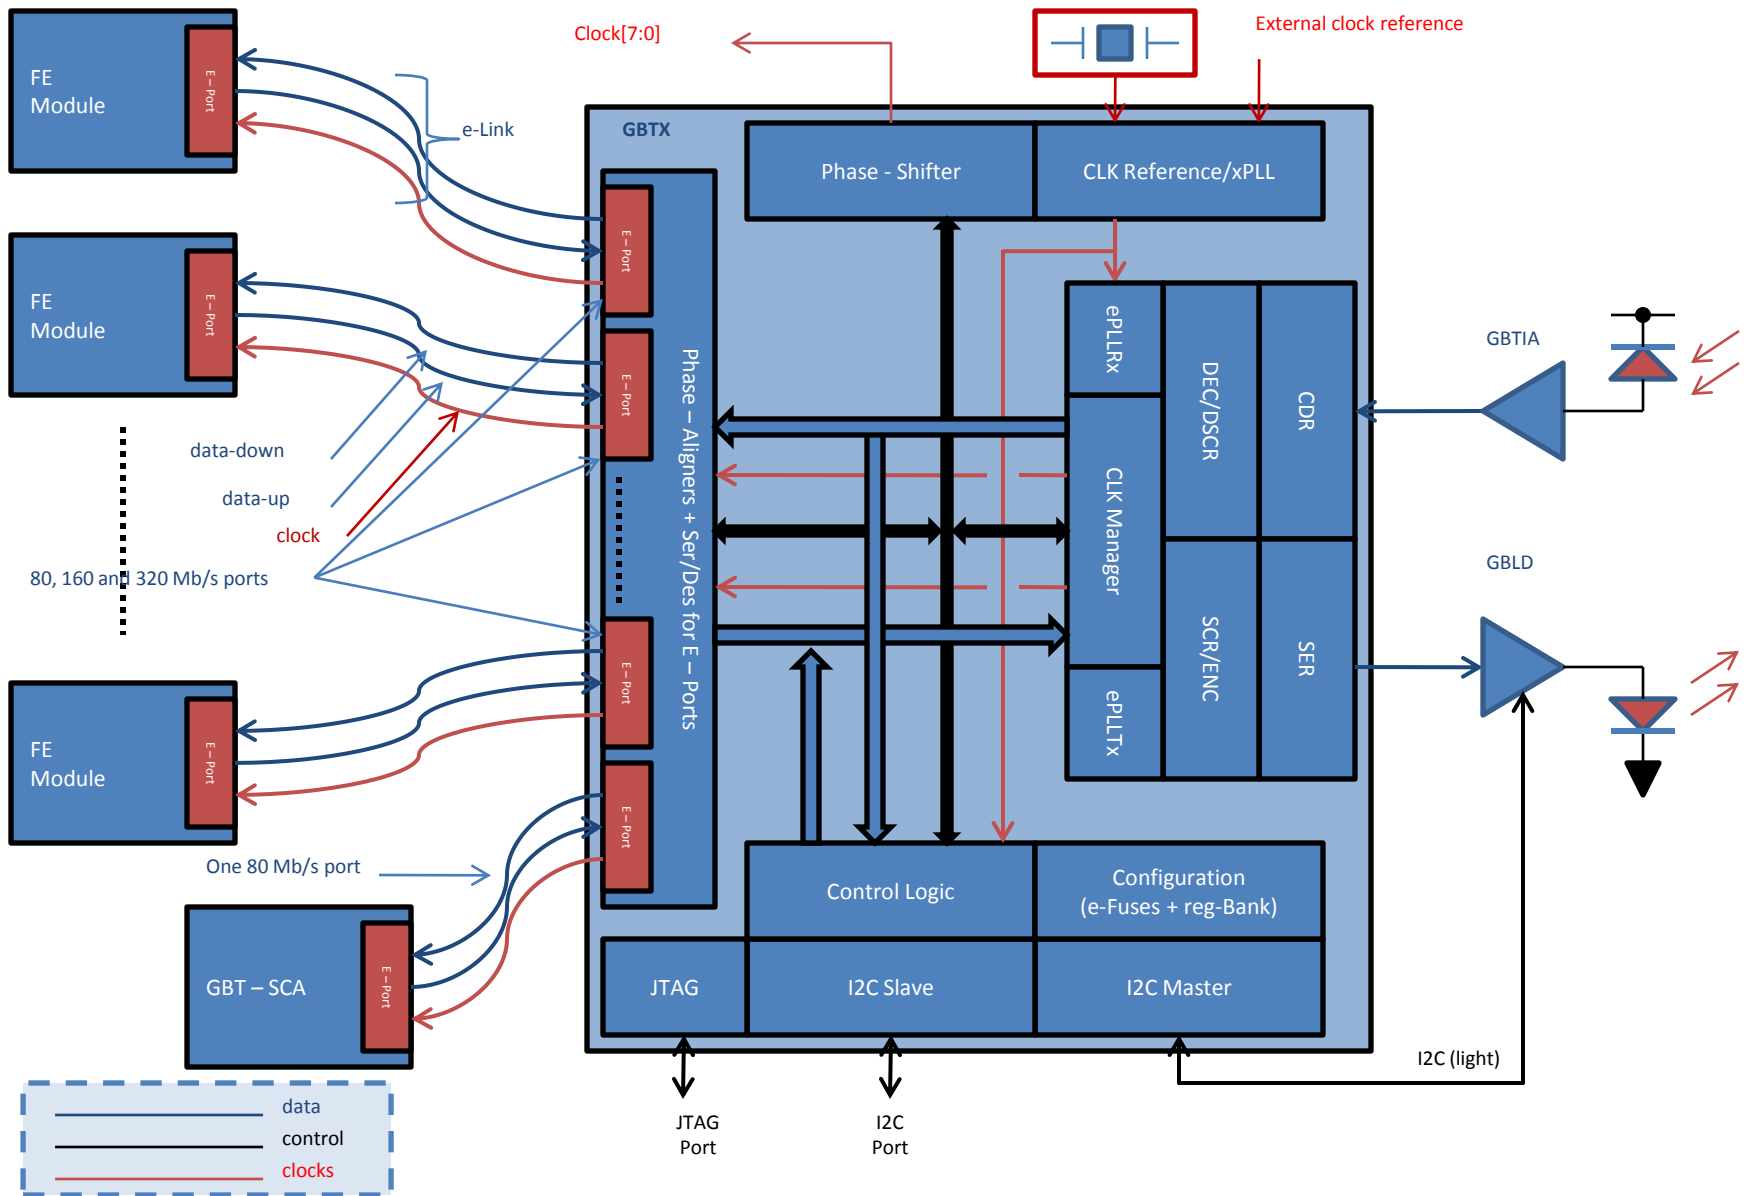 Clock[7:0]
External clock reference
FE
Module
E – Port
e-Link
GBTX
Phase - Shifter
CLK Reference/xPLL
E – Port
FE
Module
E – Port
E – Port
Phase – Aligners + Ser/Des for E – Ports
ePLLRx
CLK Manager
ePLLTx
DEC/DSCR
CDR
SCR/ENC
SER
GBTIA
GBLD
data-down
data-up
clock
80, 160 and 320 Mb/s ports
FE
Module
E – Port
E – Port
E – Port
One 80 Mb/s port
GBT – SCA
E – Port
Control Logic
Configuration
(e-Fuses + reg-Bank)
JTAG
I2C Slave
I2C Master
I2C (light)
JTAG
Port
I2C
Port
data
control
clocks